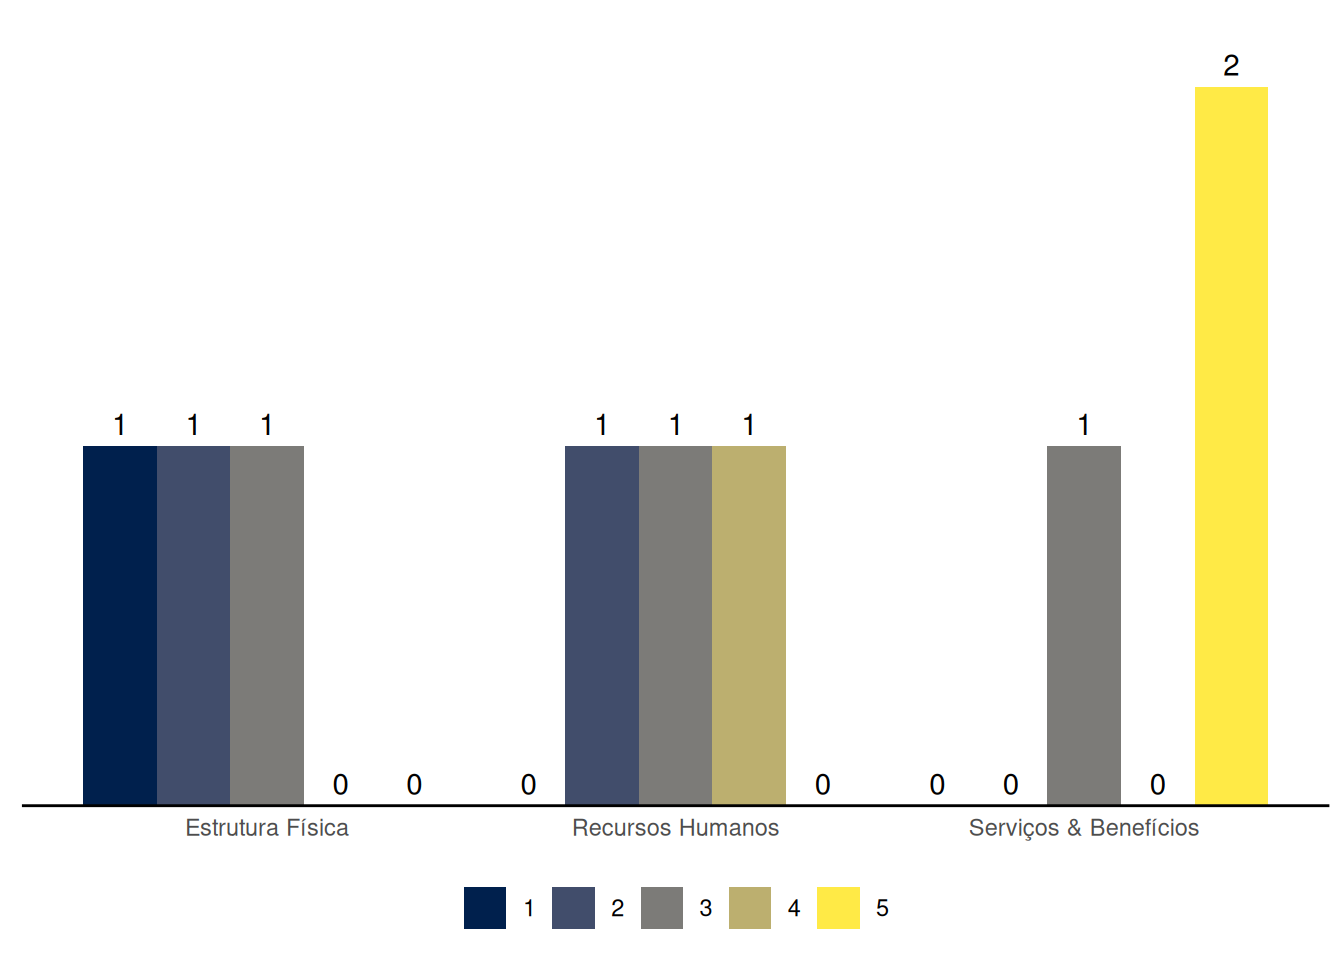 2
1 1 1 1 1 1 1
0 0 0 0 0 0 0
Estrutura Física Recursos Humanos Serviços & Benefícios
1 2 3 4 5